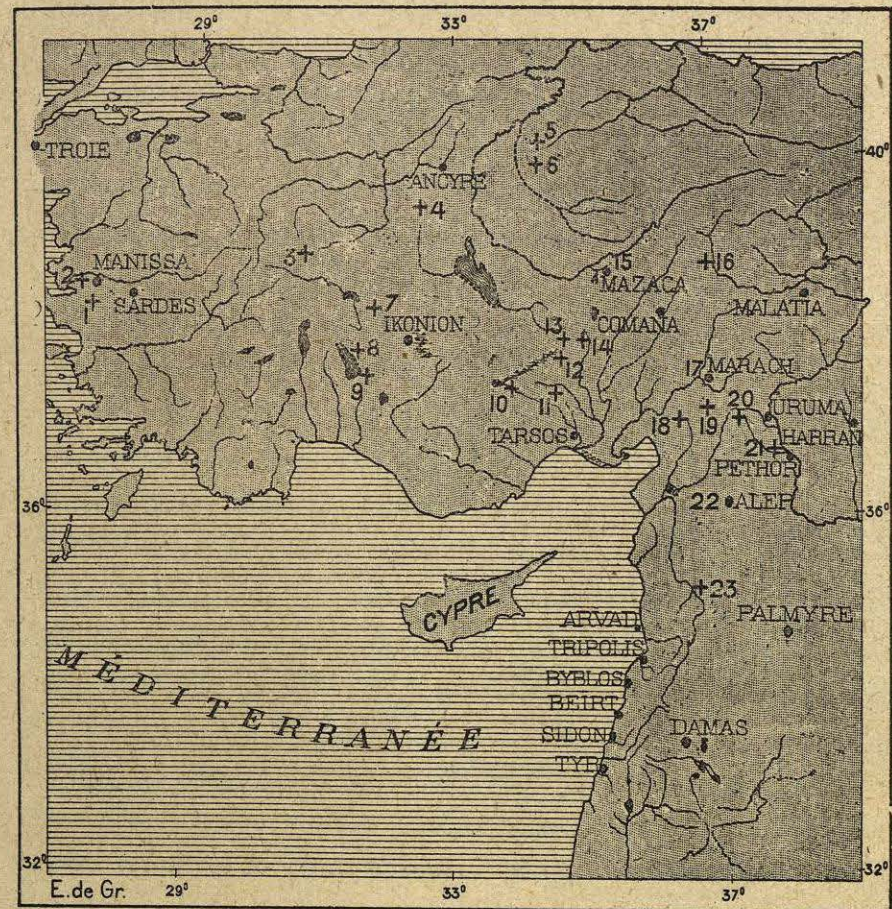 29° 33° 37°
40° 36° 32°
TROIE
ANCYRE
5
6
4
3
2
MANISSA
1
SARDES
15
MAZACA
16
MALATIA
7
IKONION
8
9
13
COMANA
14
12
10
11
TARSOS
17 MARACH
18
19
20
URUMA
21
HARRAN
PETHOR
22 ALEP
23
36°
36°
40°
CYPRE
ARVAD
PALMYRE
TRIPOLIS
BYBLOS
BEÏRT
SIDON
DAMAS
TYR
MÉDITERRANÉE
32°
E. de Gr.
29° 33° 37°